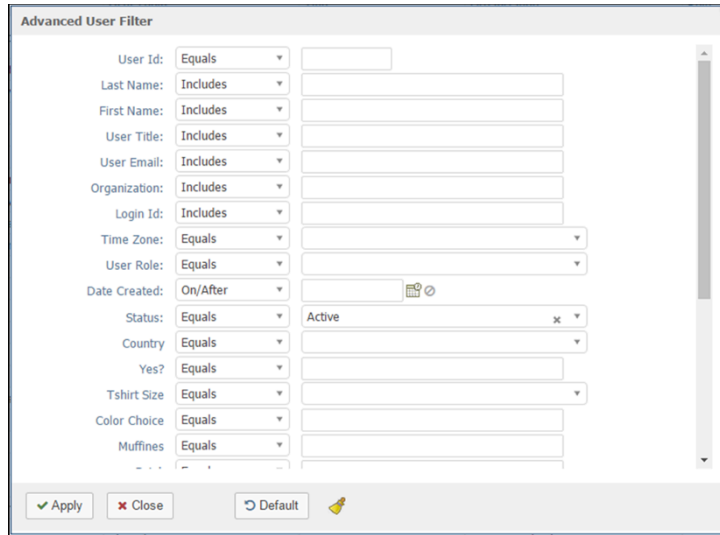 Advanced User Filter
User Id: Equals
Last Name: Includes
First Name: Includes
User Title: Includes
User Email: Includes
Organization: Includes
Login Id: Includes
Time Zone: Equals
User Role: Equals
Date Created: On/After
Status: Equals Active
Country Equals
Yes? Equals
Tshirt Size Equals
Color Choice Equals
Muffines Equals
Apply Close Default